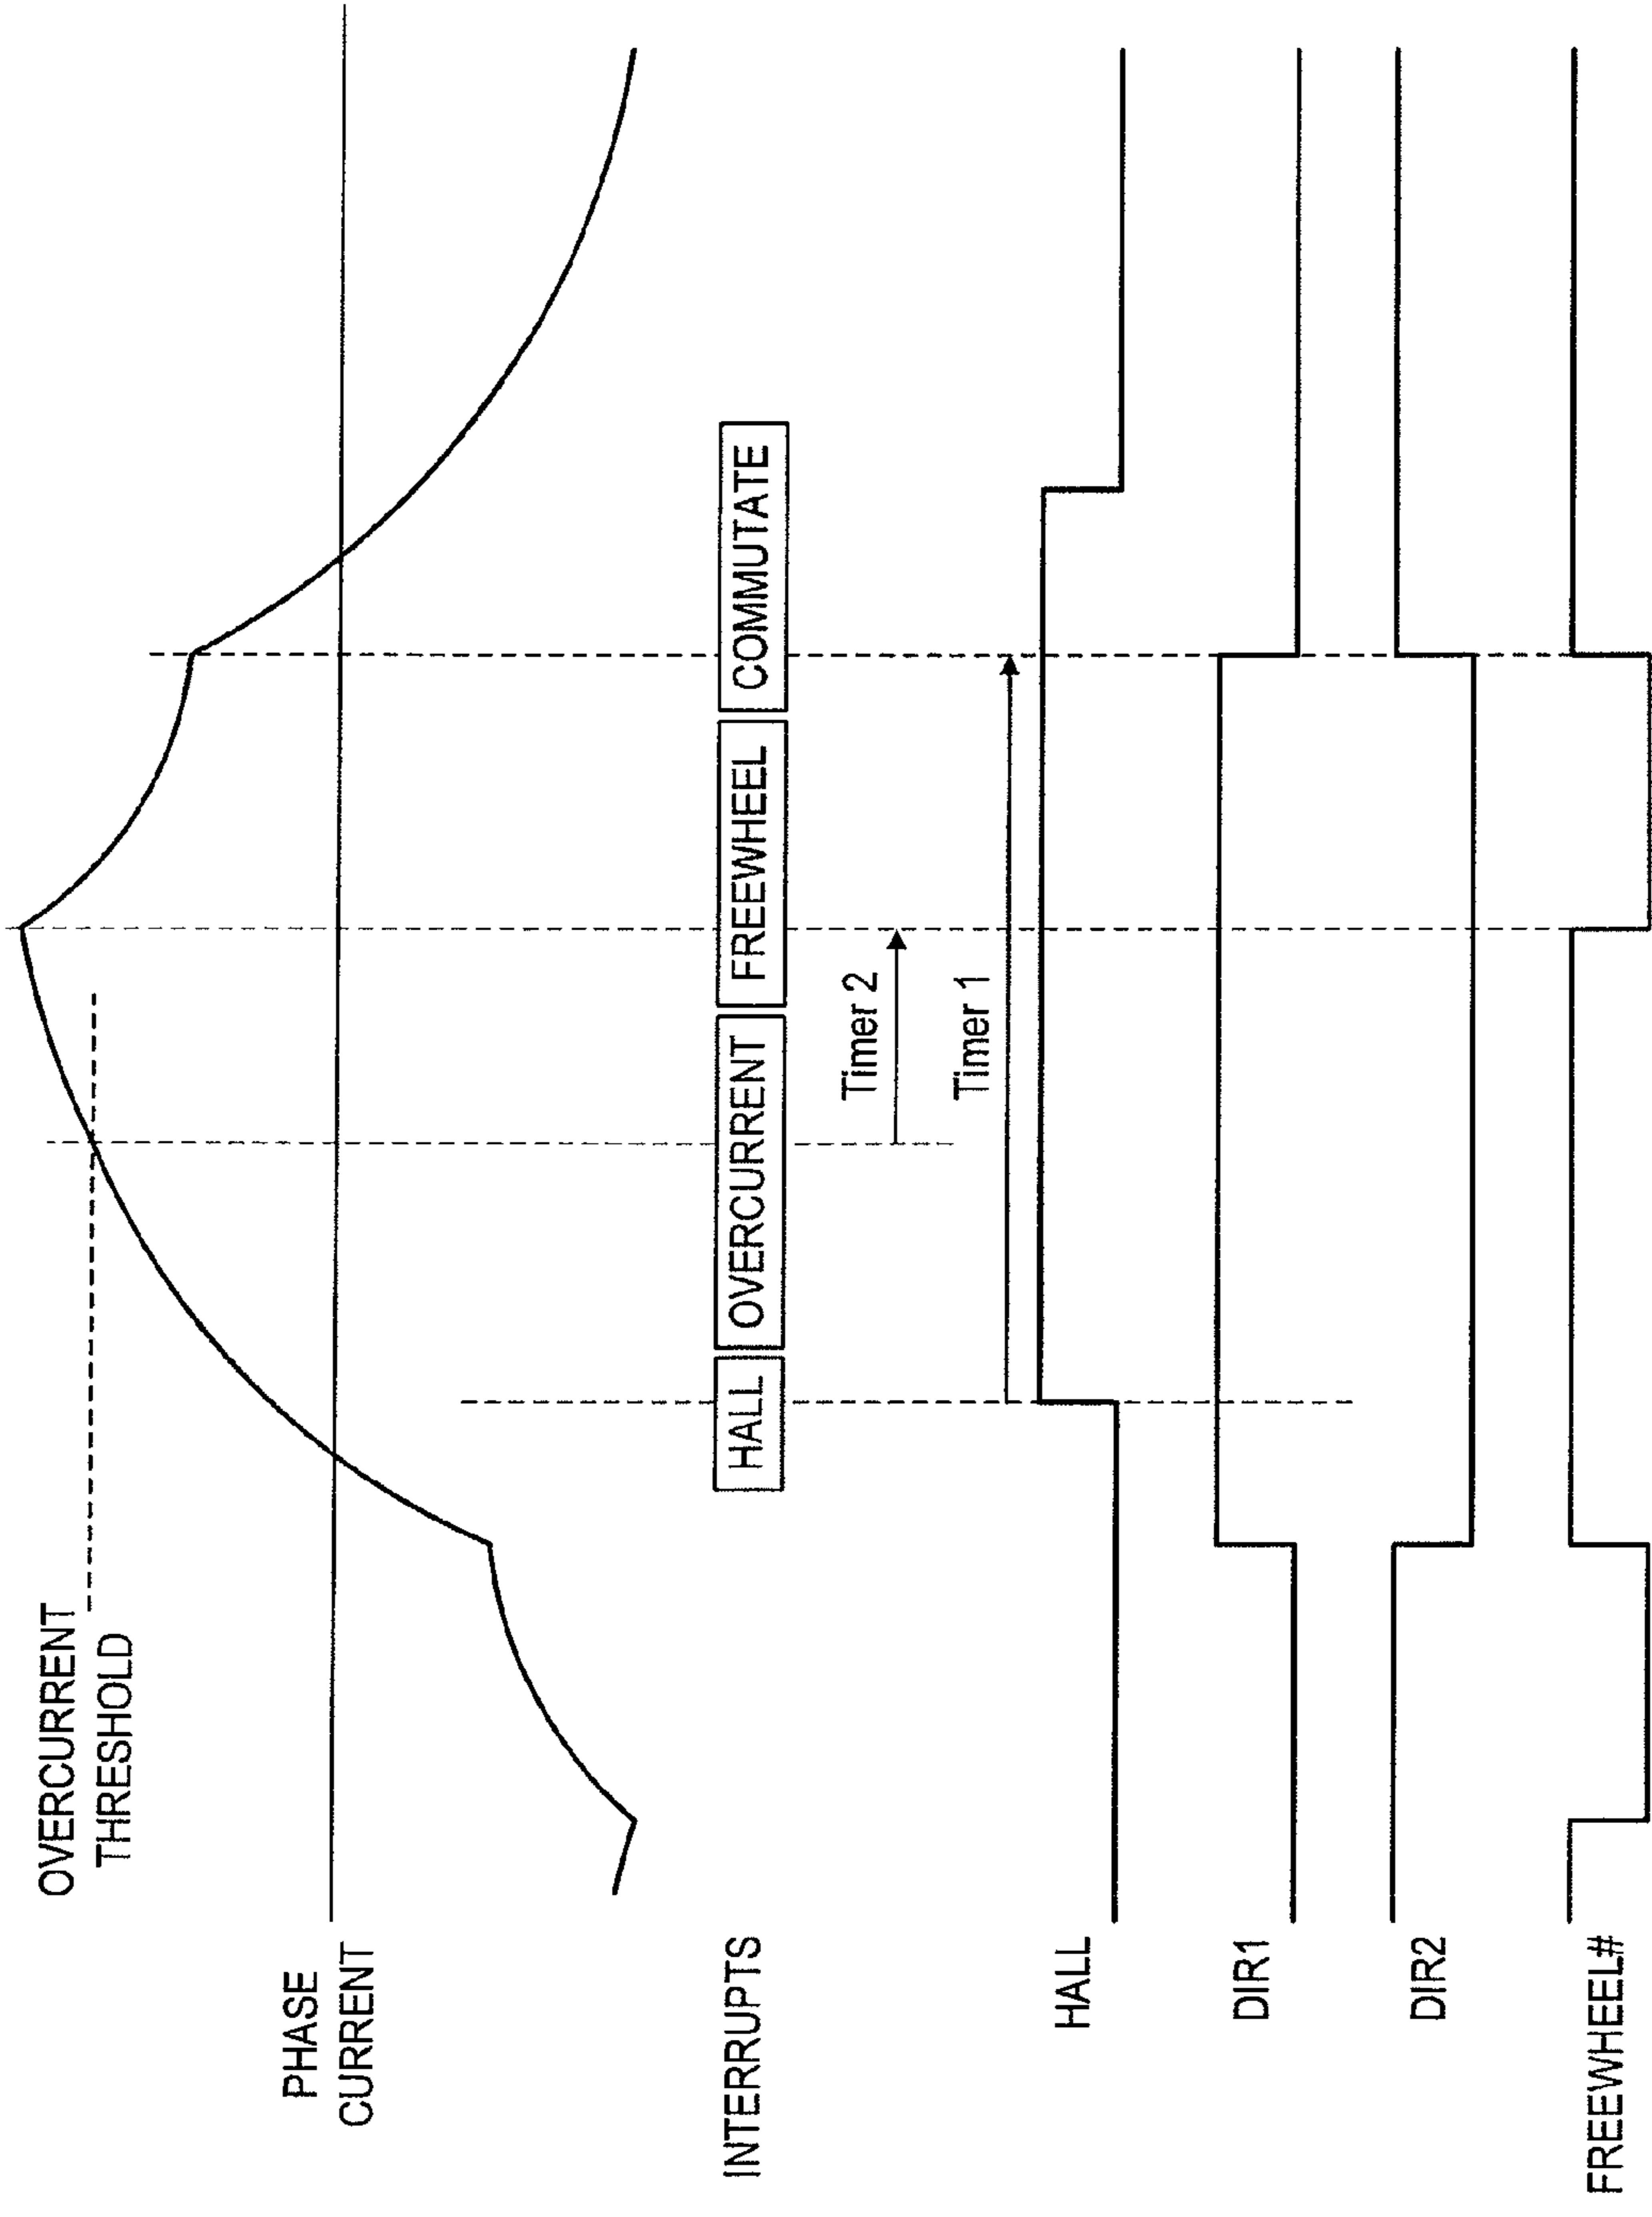 OVERCURRENT
THRESHOLD
PHASE
CURRENT
INTERRUPTS
HALL OVERCURRENT FREEWHEEL COMMUTATE
Timer 2
Timer 1
HALL
DIR1
DIR2
FREEWHEEL#